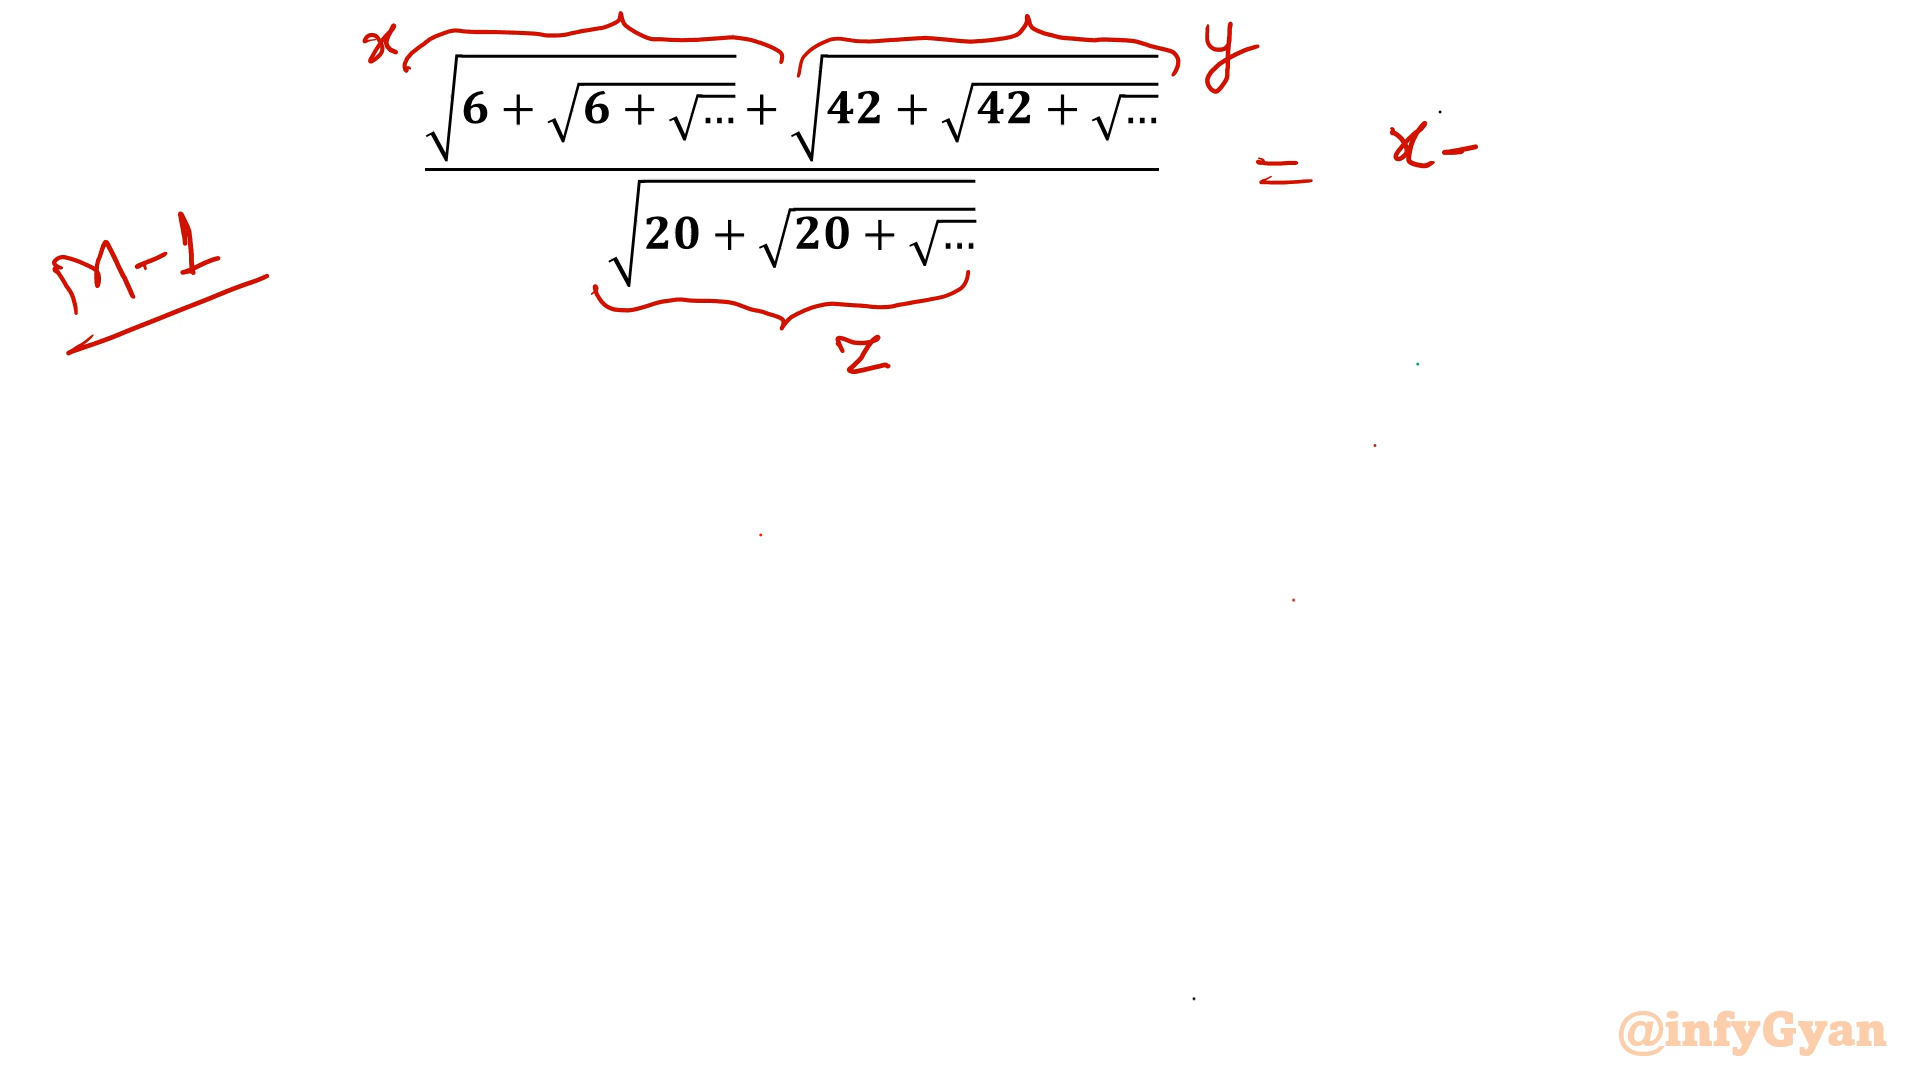 x y
√(6 + √(6 + √...)) + √(42 + √(42 + √...))
= x -
√(20 + √(20 + √...))
M-1
z
@infyGyan